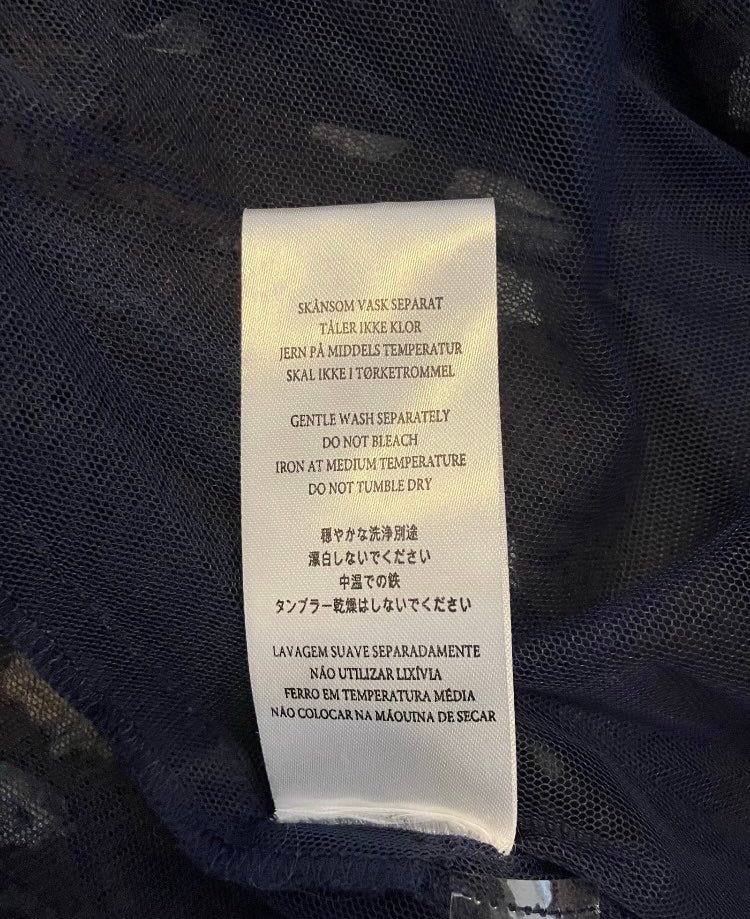 SKÅNSOM VASK SEPARAT
TÅLER IKKE KLOR
JERN PÅ MIDDELS TEMPERATUR
SKAL IKKE I TØRKETROMMEL
GENTLE WASH SEPARATELY
DO NOT BLEACH
IRON AT MEDIUM TEMPERATURE
DO NOT TUMBLE DRY
穏やかな洗浄別途
漂白しないでください
中温での鉄
タンブラー乾燥はしないでください
LAVAGEM SUAVE SEPARADAMENTE
NÃO UTILIZAR LIXÍVIA
FERRO EM TEMPERATURA MÉDIA
NÃO COLOCAR NA MÁQUINA DE SECAR